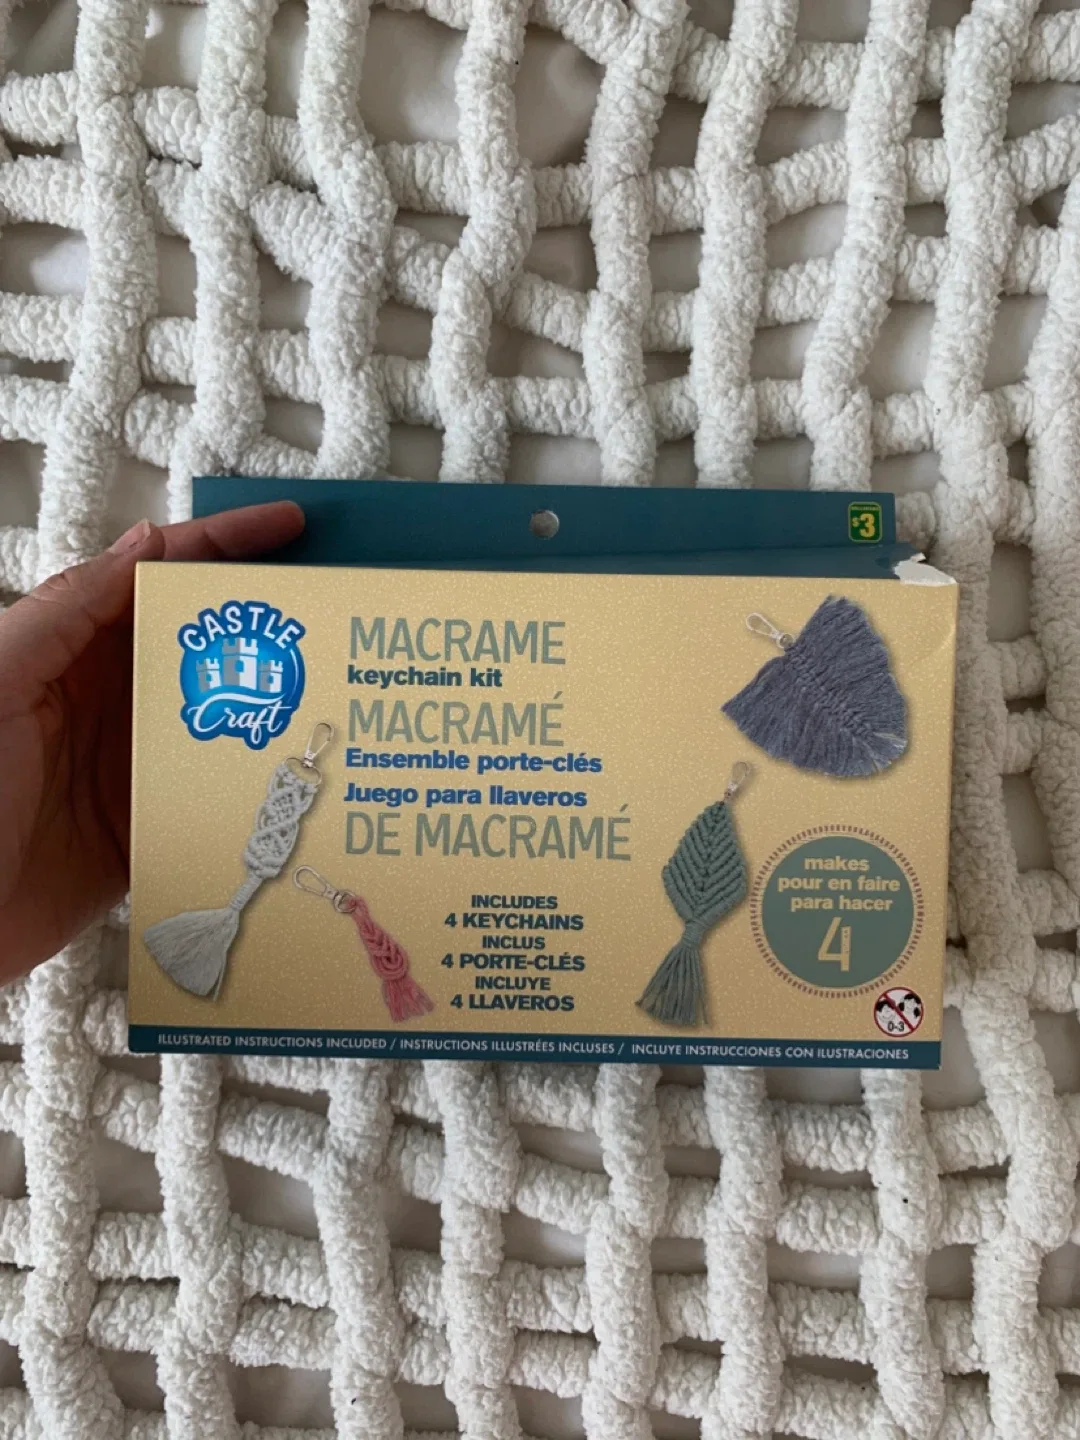 $3
CASTLE
Craft
MACRAME
keychain kit
MACRAMÉ
Ensemble porte-clés
Juego para llaveros
DE MACRAMÉ
INCLUDES
4 KEYCHAINS
INCLUS
4 PORTE-CLÉS
INCLUYE
4 LLAVEROS
makes
pour en faire
para hacer
4
0-3
ILLUSTRATED INSTRUCTIONS INCLUDED / INSTRUCTIONS ILLUSTRÉES INCLUSES / INCLUYE INSTRUCCIONES CON ILUSTRACIONES